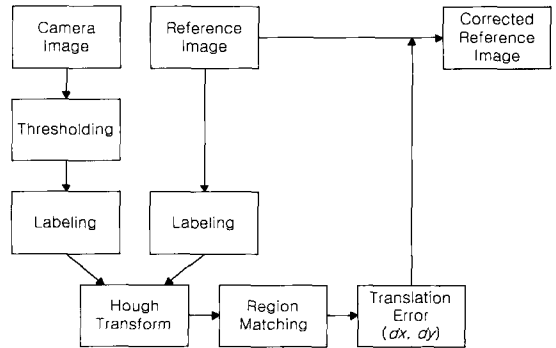 Camera
Image
Reference
Image
Corrected
Reference
Image
Thresholding
Labeling
Labeling
Hough
Transform
Region
Matching
Translation
Error
(dx, dy)